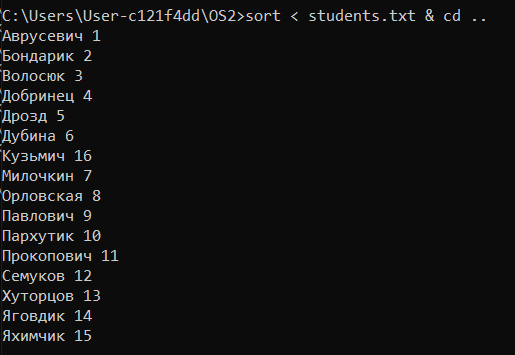 C:\Users\User-c121f4dd\OS2>sort < students.txt & cd ..
Аврусевич 1
Бондарик 2
Волосюк 3
Добринец 4
Дрозд 5
Дубина 6
Кузьмич 16
Милочкин 7
Орловская 8
Павлович 9
Пархутик 10
Прокопович 11
Семуков 12
Хуторцов 13
Яговдик 14
Яхимчик 15